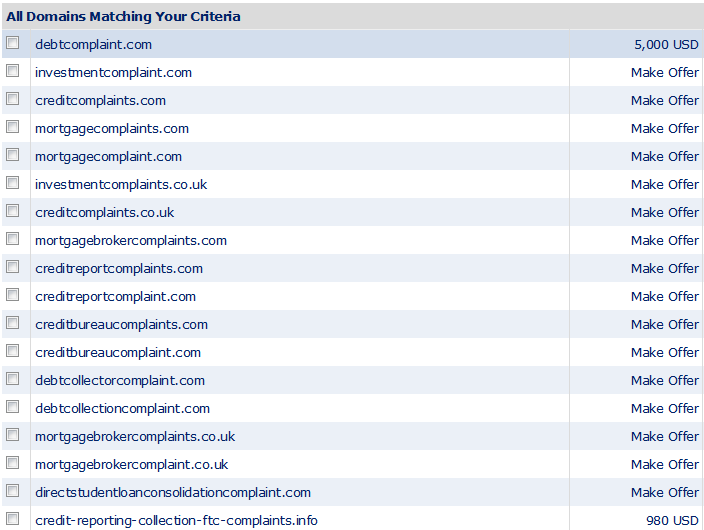 All Domains Matching Your Criteria
debtcomplaint.com 5,000 USD
investmentcomplaint.com Make Offer
creditcomplaints.com Make Offer
mortgagecomplaints.com Make Offer
mortgagecomplaint.com Make Offer
investmentcomplaints.co.uk Make Offer
creditcomplaints.co.uk Make Offer
mortgagebrokercomplaints.com Make Offer
creditreportcomplaints.com Make Offer
creditreportcomplaint.com Make Offer
creditbureaucomplaints.com Make Offer
creditbureaucomplaint.com Make Offer
debtcollectorcomplaint.com Make Offer
debtcollectioncomplaint.com Make Offer
mortgagebrokercomplaints.co.uk Make Offer
mortgagebrokercomplaint.co.uk Make Offer
directstudentloanconsolidationcomplaint.com Make Offer
credit-reporting-collection-ftc-complaints.info 980 USD